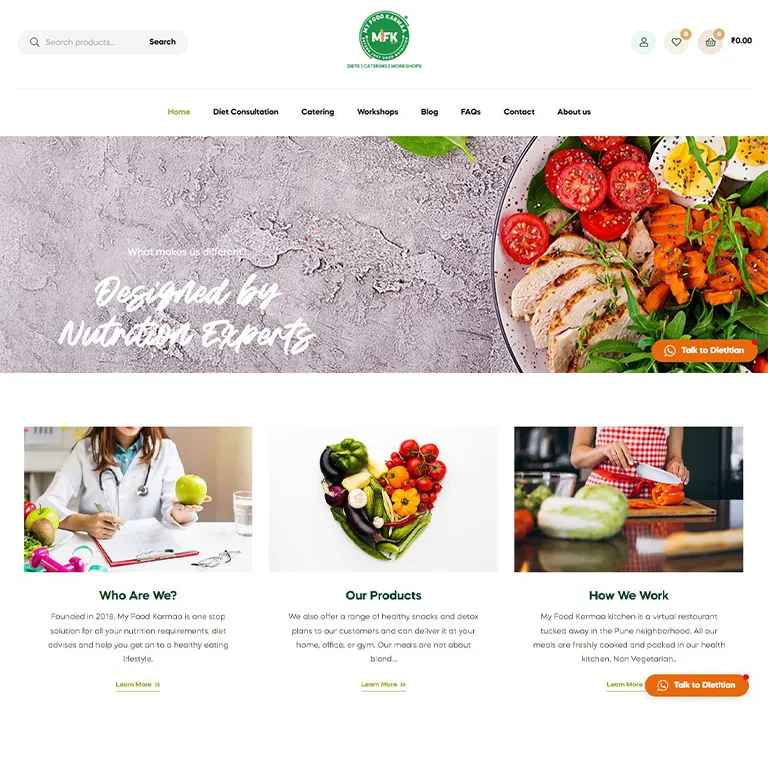 Search products...
Search
MY FOOD KARMAA
MFK
DIETS | CATERING | WORKSHOPS
0
0
₹0.00
Home
Diet Consultation
Catering
Workshops
Blog
FAQs
Contact
About us
What makes us different?
Designed by
Nutrition Experts
Talk to Dietitian
Who Are We?
Founded in 2018, My Food Karmaa is one stop
solution for all your nutrition requirements, diet
advises and help you get on to a healthy eating
lifestyle.
Learn More »
Our Products
We also offer a range of healthy snacks and detox
plans to our customers and can deliver it at your
home, office, or gym. Our meals are not about
bland...
Learn More »
How We Work
My Food Karmaa kitchen is a virtual restaurant
tucked away in the Pune neighborhood. All our
meals are freshly cooked and packed in our health
kitchen. Non Vegetarian..
Learn More
Talk to Dietitian